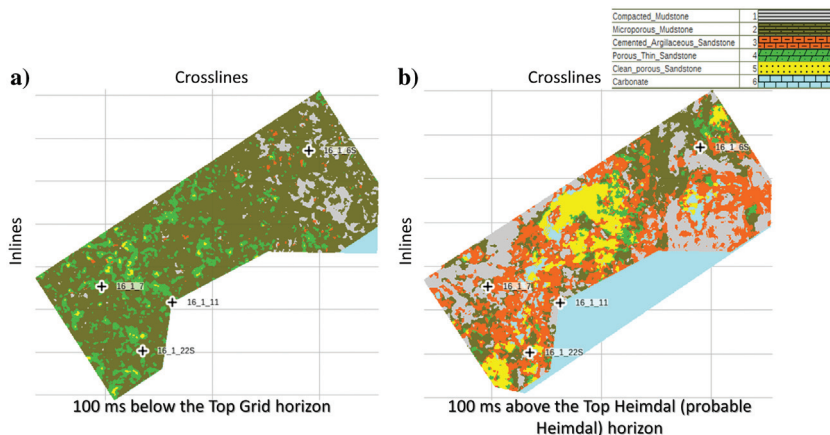 Compacted_Mudstone 1
Microporous_Mudstone 2
Cemented_Argilaceous_Sandstone 3
Porous_Thin_Sandstone 4
Clean_porous_Sandstone 5
Carbonate 6
a)
Crosslines
Inlines
16_1_6S
16_1_7
16_1_11
16_1_22S
100 ms below the Top Grid horizon
b)
Crosslines
Inlines
16_1_6S
16_1_7
16_1_11
16_1_22S
100 ms above the Top Heimdal (probable
Heimdal) horizon